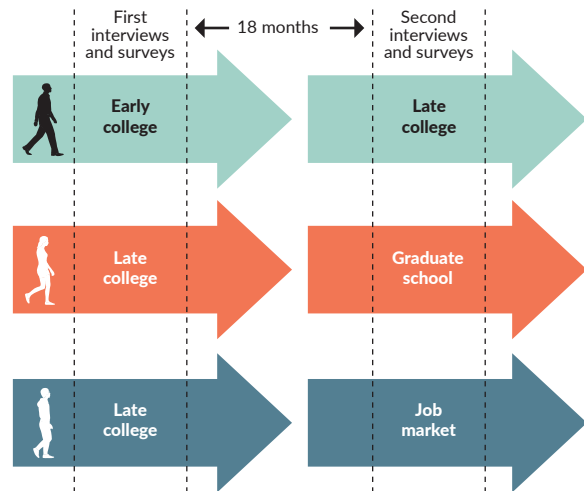 First
interviews
and surveys
18 months
Second
interviews
and surveys
Early
college
Late
college
Late
college
Graduate
school
Late
college
Job
market